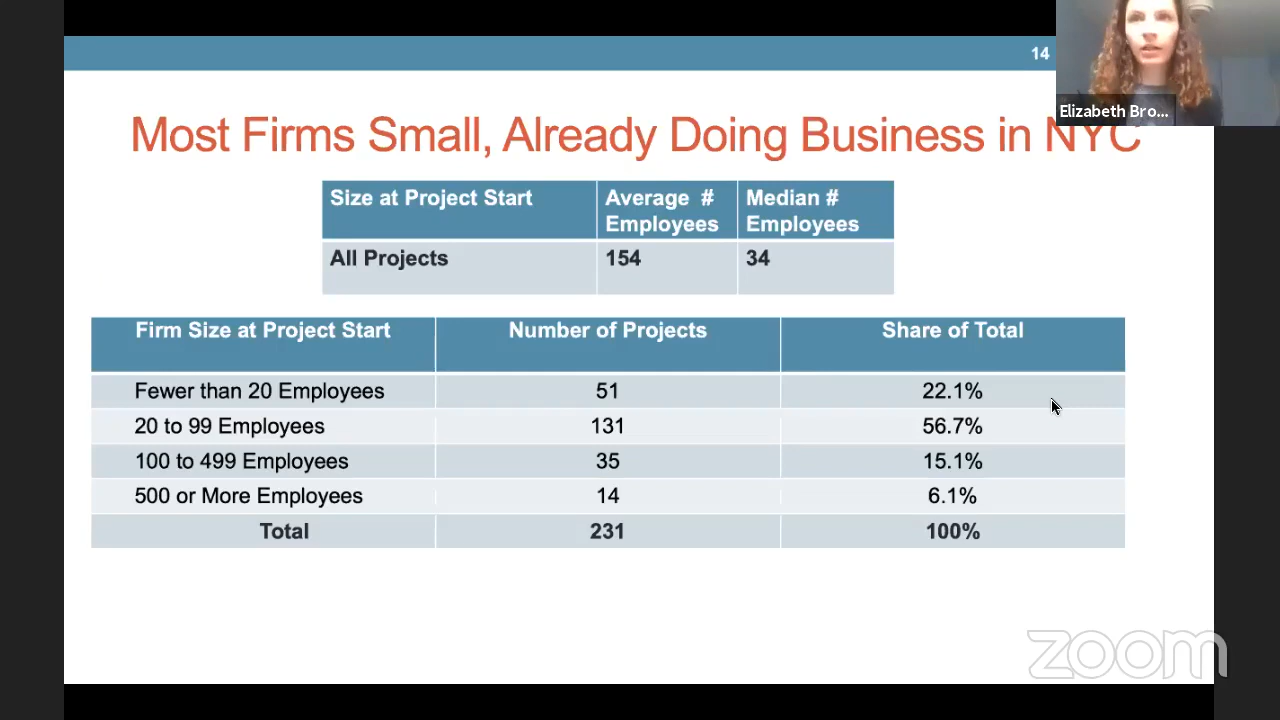 14
Elizabeth Bro...
Most Firms Small, Already Doing Business in NYC
Size at Project Start Average # Employees Median # Employees
All Projects 154 34
Firm Size at Project Start Number of Projects Share of Total
Fewer than 20 Employees 51 22.1%
20 to 99 Employees 131 56.7%
100 to 499 Employees 35 15.1%
500 or More Employees 14 6.1%
Total 231 100%
zoom